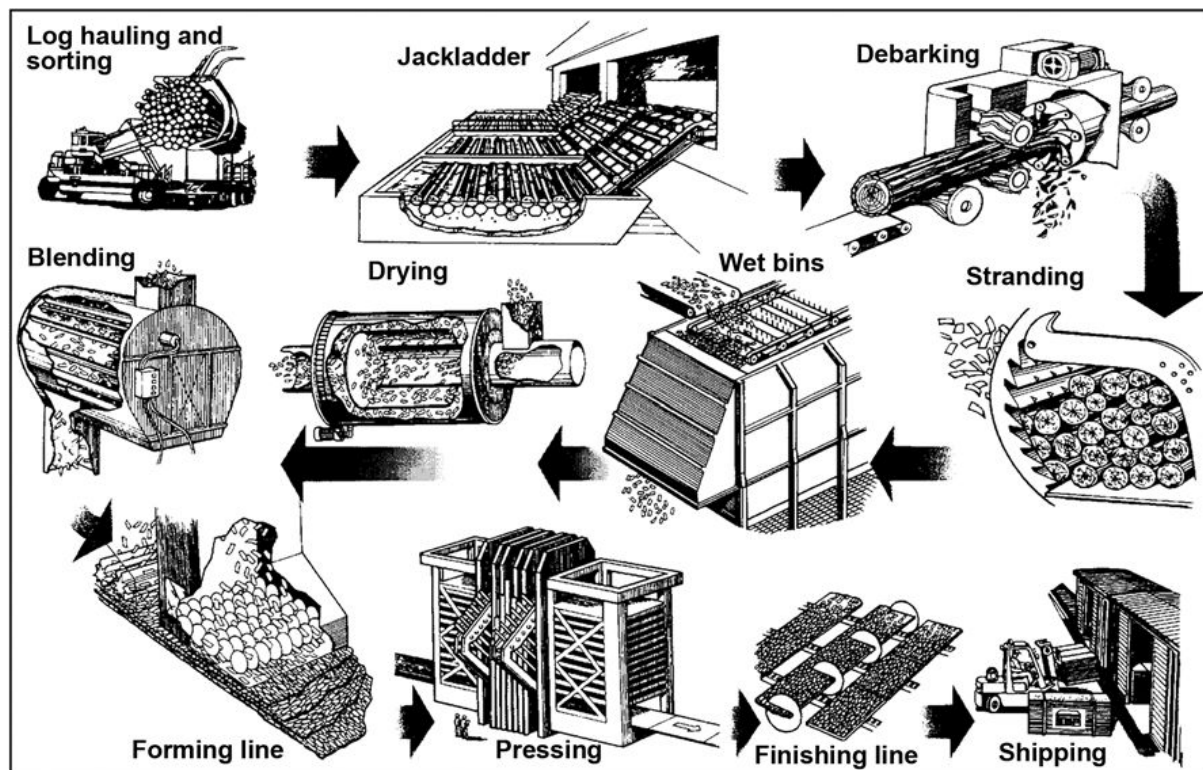 Log hauling and
sorting
Jackladder
Debarking
Blending
Drying
Wet bins
Stranding
Forming line
Pressing
Finishing line
Shipping